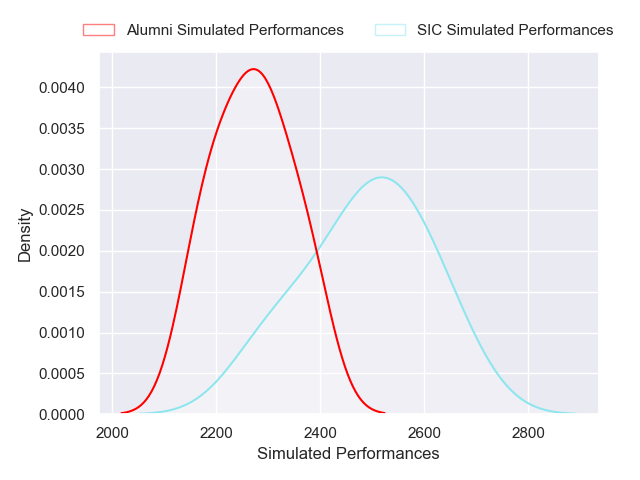 Alumni Simulated Performances SIC Simulated Performances
0.0040
0.0035
0.0030
0.0025
0.0020
0.0015
0.0010
0.0005
0.0000
Density
2000 2200 2400 2600 2800
Simulated Performances